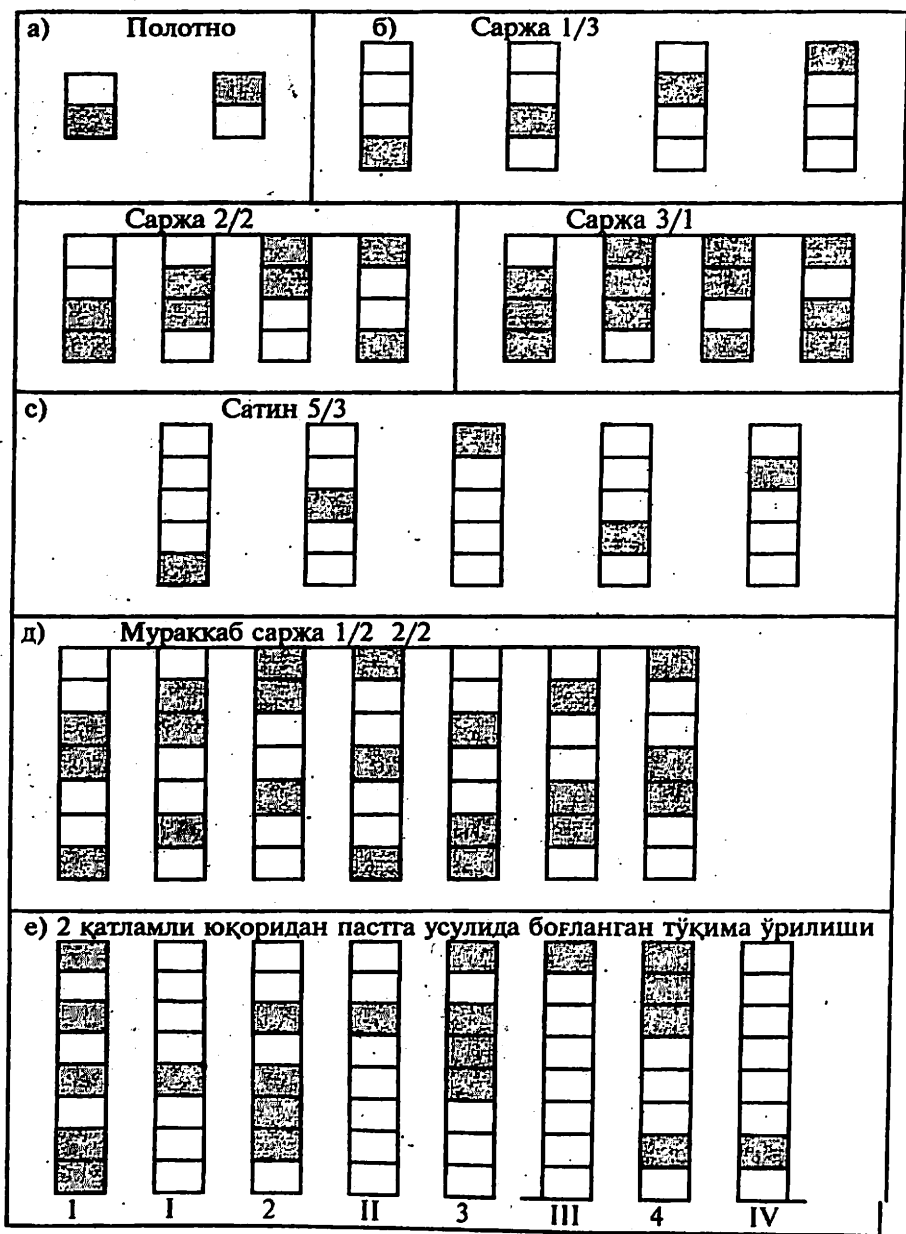 а) Полотно
б) Саржа 1/3
Саржа 2/2
Саржа 3/1
с) Сатин 5/3
д) Мураккаб саржа 1/2 2/2
е) 2 қатламли юқоридан пастга усулида боғланган тўқима ўрилиши
1 I 2 II 3 III 4 IV